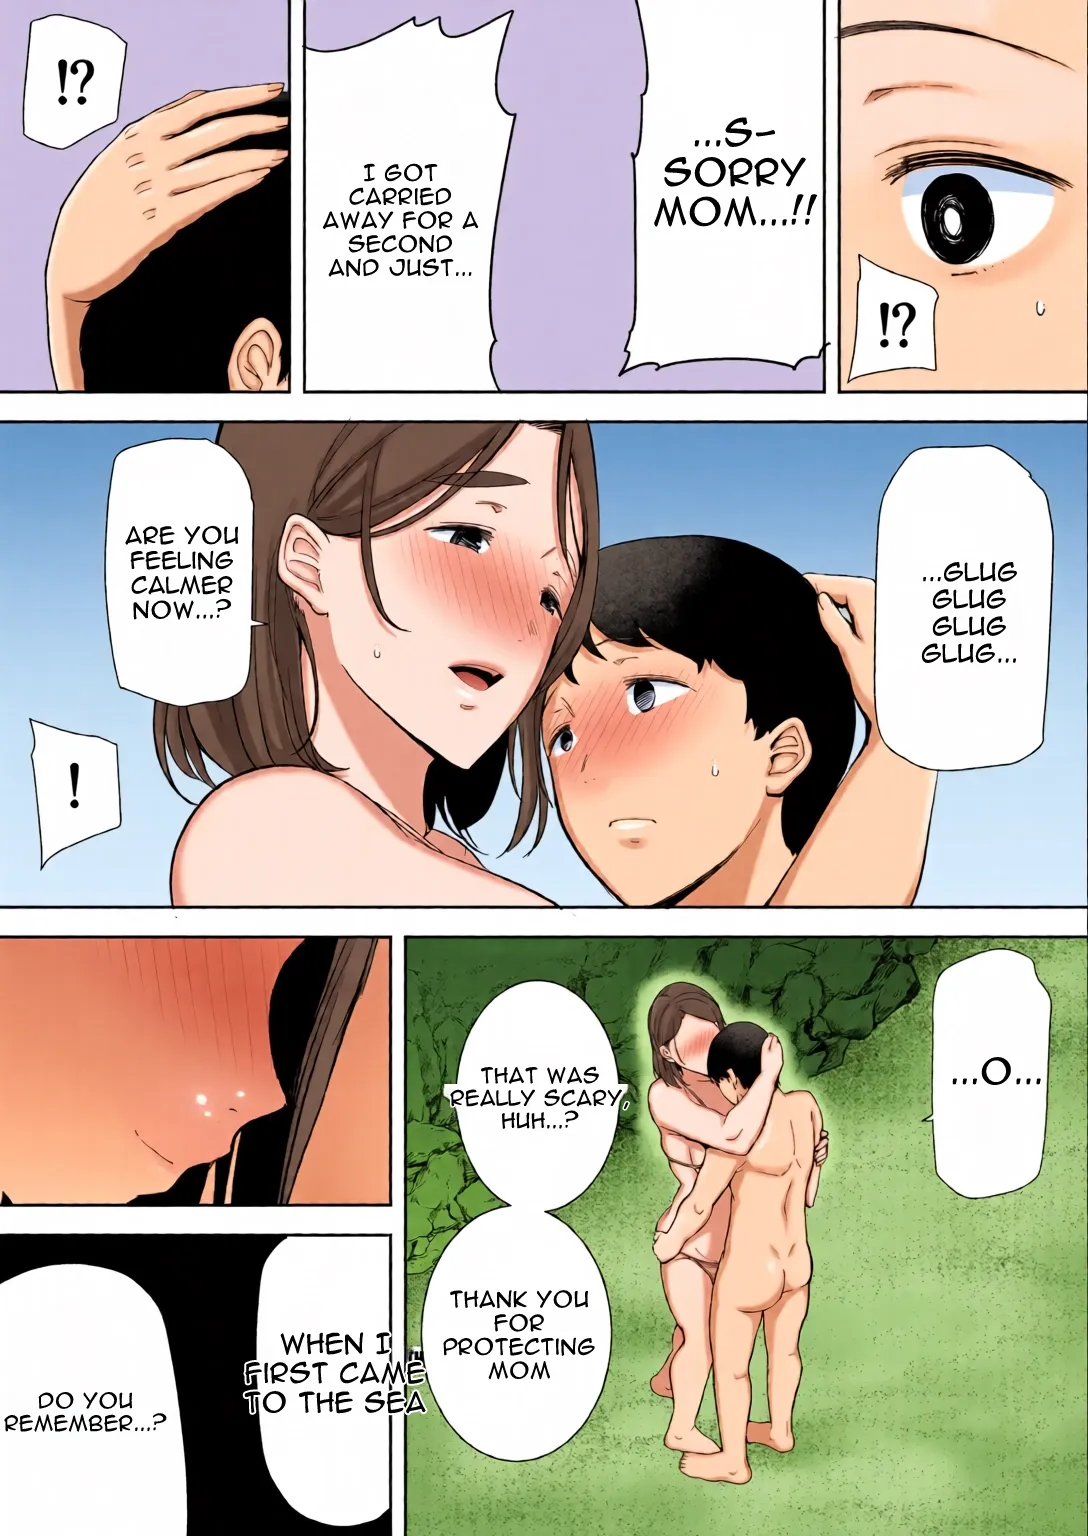 !?
...S-
SORRY
MOM...!!
I GOT
CARRIED
AWAY FOR A
SECOND
AND JUST...
!?
...GLUG
GLUG
GLUG
GLUG...
ARE YOU
FEELING
CALMER
NOW...?
!
...O...
THAT WAS
REALLY SCARY,
HUH...?
THANK YOU
FOR
PROTECTING
MOM
WHEN I
FIRST CAME
TO THE SEA
DO YOU
REMEMBER...?